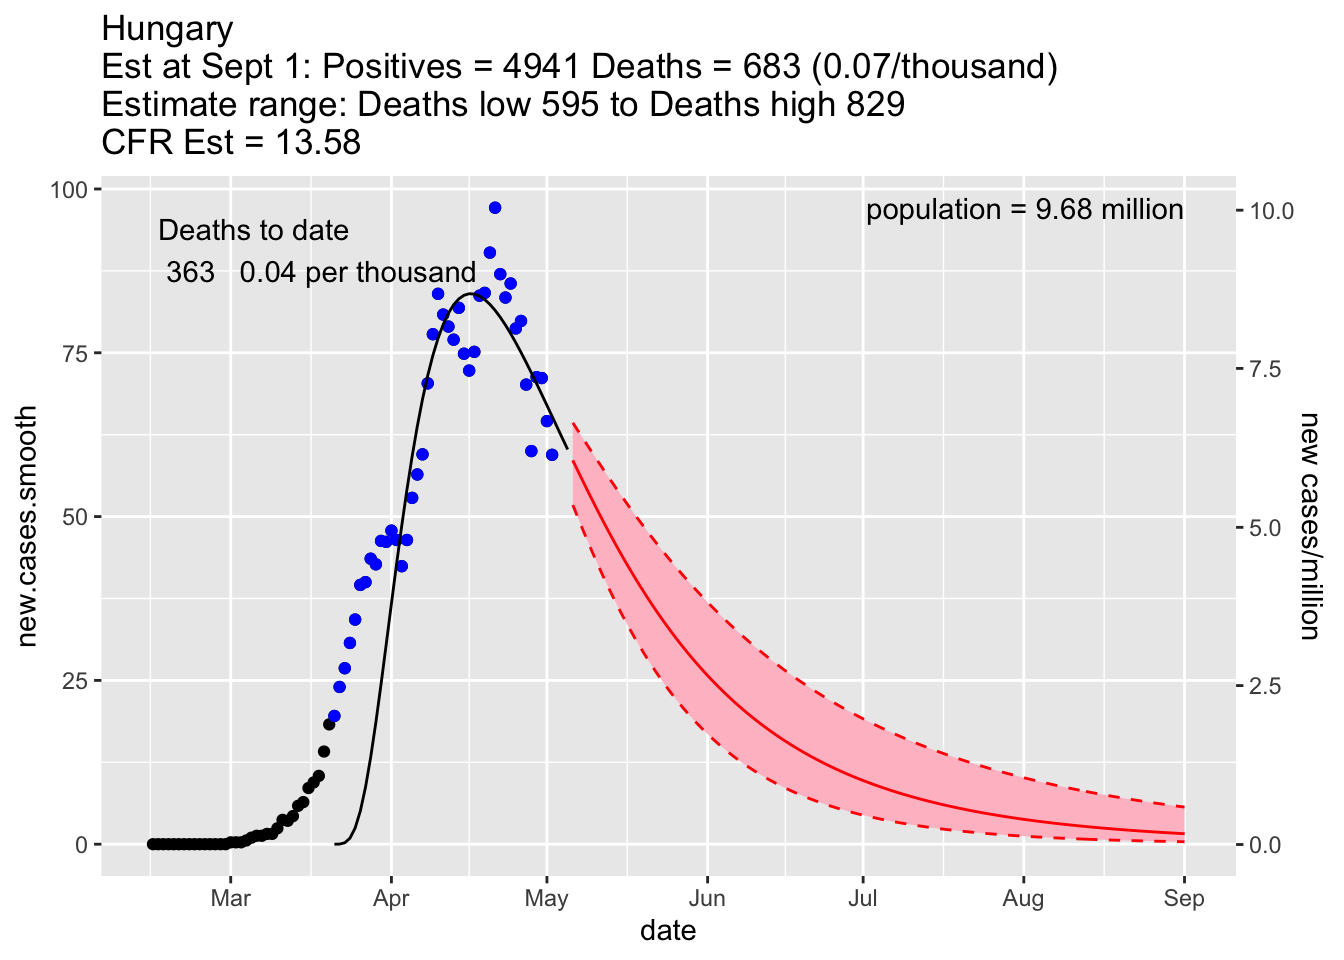 Hungary
Est at Sept 1: Positives = 4941 Deaths = 683 (0.07/thousand)
Estimate range: Deaths low 595 to Deaths high 829
CFR Est = 13.58
Deaths to date
363 0.04 per thousand
population = 9.68 million
100
75
50
25
0
new.cases.smooth
10.0
7.5
5.0
2.5
0.0
new cases/million
Mar Apr May Jun Jul Aug Sep
date